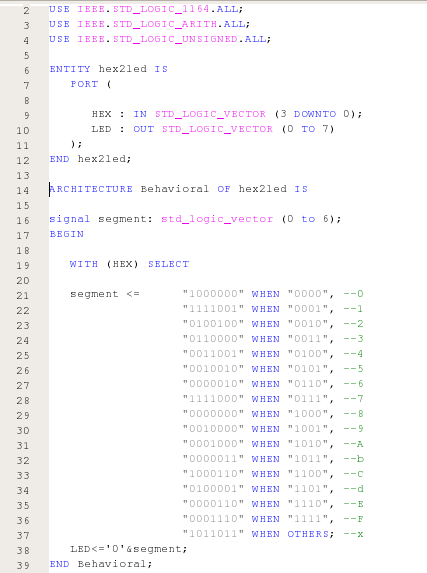 2 USE IEEE.STD_LOGIC_1164.ALL;
3 USE IEEE.STD_LOGIC_ARITH.ALL;
4 USE IEEE.STD_LOGIC_UNSIGNED.ALL;
5
6 ENTITY hex2led IS
7 PORT (
8
9 HEX : IN STD_LOGIC_VECTOR (3 DOWNTO 0);
10 LED : OUT STD_LOGIC_VECTOR (0 TO 7)
11 );
12 END hex2led;
13
14 ARCHITECTURE Behavioral OF hex2led IS
15
16 signal segment: std_logic_vector (0 to 6);
17 BEGIN
18
19 WITH (HEX) SELECT
20
21 segment <= "1000000" WHEN "0000", --0
22 "1111001" WHEN "0001", --1
23 "0100100" WHEN "0010", --2
24 "0110000" WHEN "0011", --3
25 "0011001" WHEN "0100", --4
26 "0010010" WHEN "0101", --5
27 "0000010" WHEN "0110", --6
28 "1111000" WHEN "0111", --7
29 "0000000" WHEN "1000", --8
30 "0010000" WHEN "1001", --9
31 "0001000" WHEN "1010", --A
32 "0000011" WHEN "1011", --b
33 "1000110" WHEN "1100", --C
34 "0100001" WHEN "1101", --d
35 "0000110" WHEN "1110", --E
36 "0001110" WHEN "1111", --F
37 "1011011" WHEN OTHERS; --x
38 LED<='0'&segment;
39 END Behavioral;